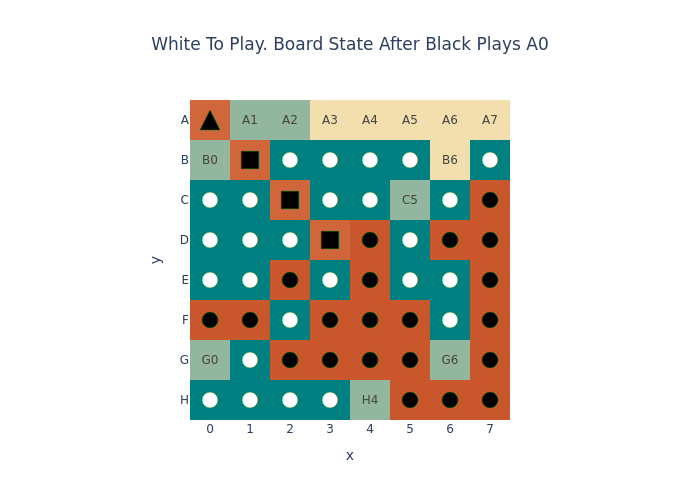 White To Play. Board State After Black Plays A0
A A1 A2 A3 A4 A5 A6 A7
B B0 B6
C C5
D
y
E
F
G G0 G6
H H4
0 1 2 3 4 5 6 7
x